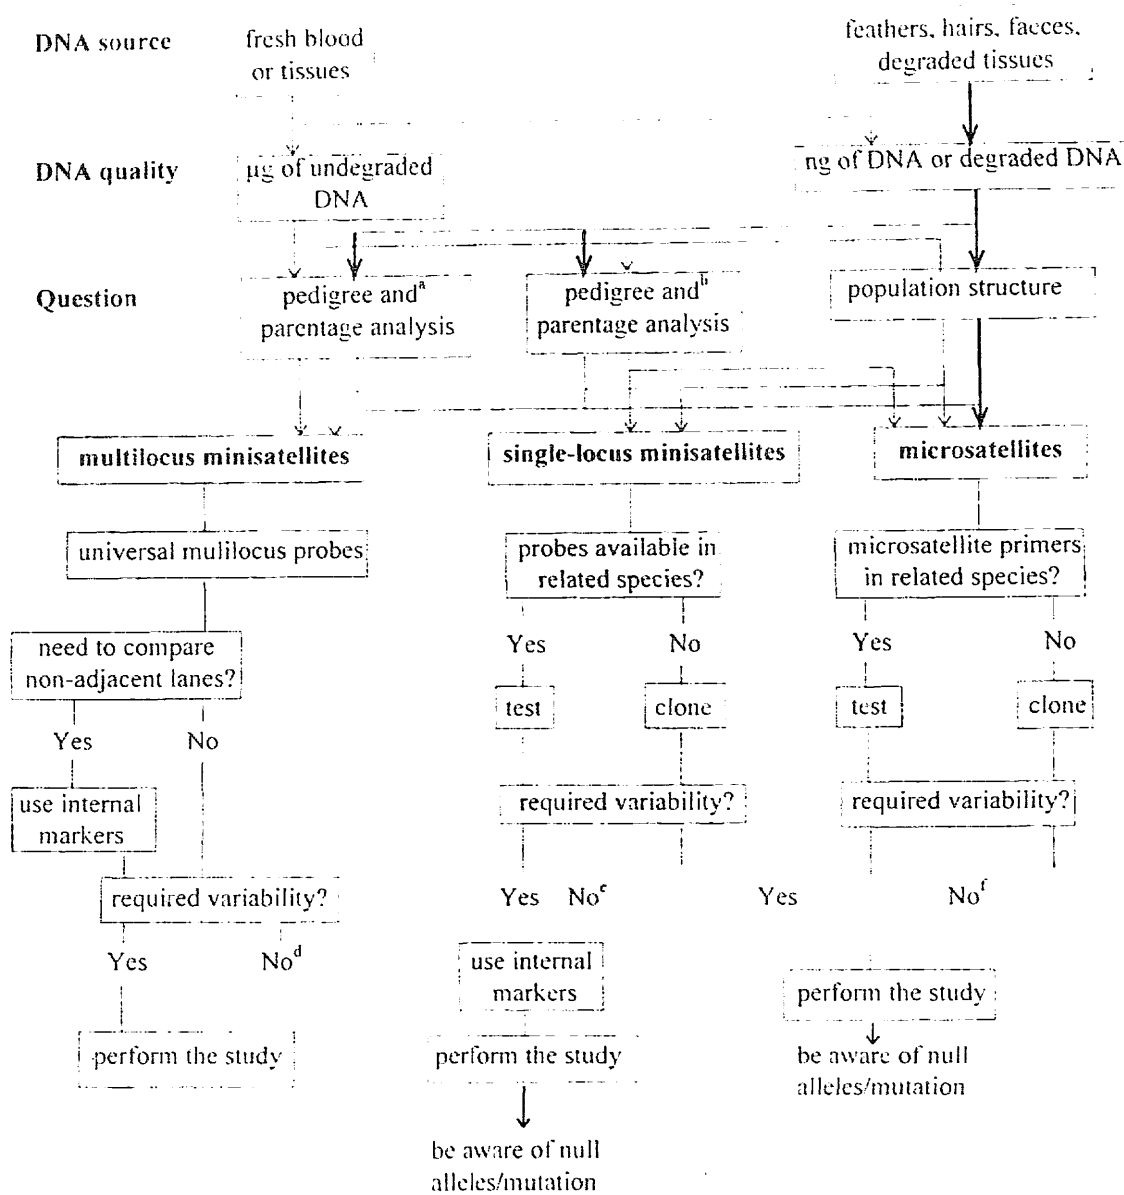 DNA source
fresh blood
or tissues
feathers, hairs, faeces,
degraded tissues
DNA quality
µg of undegraded
DNA
ng of DNA or degraded DNA
Question
pedigree and^a
parentage analysis
pedigree and^b
parentage analysis
population structure
multilocus minisatellites
single-locus minisatellites
microsatellites
universal mulilocus probes
probes available in
related species?
microsatellite primers
in related species?
need to compare
non-adjacent lanes?
Yes
No
Yes
No
test
clone
test
clone
Yes
No
use internal
markers
required variability?
required variability?
required variability?
Yes
No^c
Yes
No^f
Yes
No^d
use internal
markers
perform the study
perform the study
perform the study
be aware of null
alleles/mutation
be aware of null
alleles/mutation